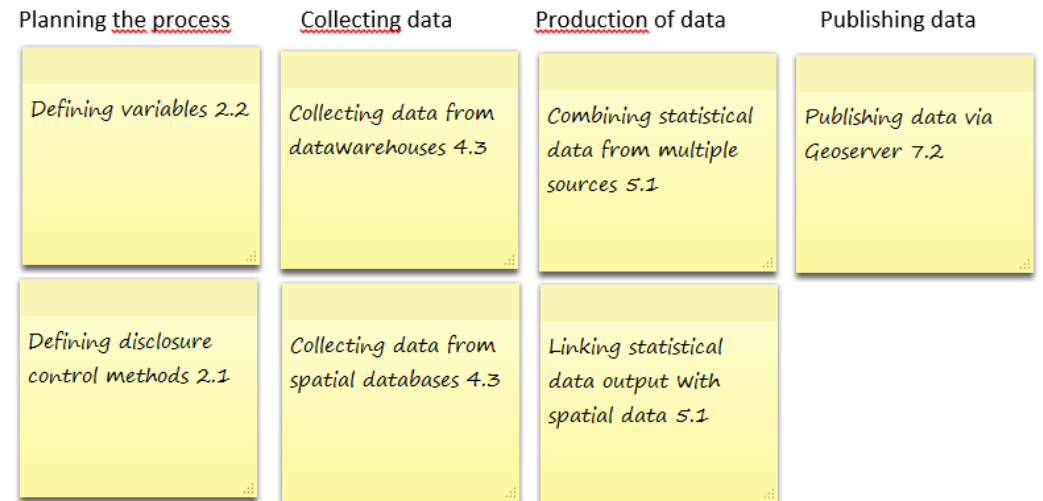 Planning the process
Collecting data
Production of data
Publishing data
Defining variables 2.2
Collecting data from
datawarehouses 4.3
Combining statistical
data from multiple
sources 5.1
Publishing data via
Geoserver 7.2
Defining disclosure
control methods 2.1
Collecting data from
spatial databases 4.3
Linking statistical
data output with
spatial data 5.1